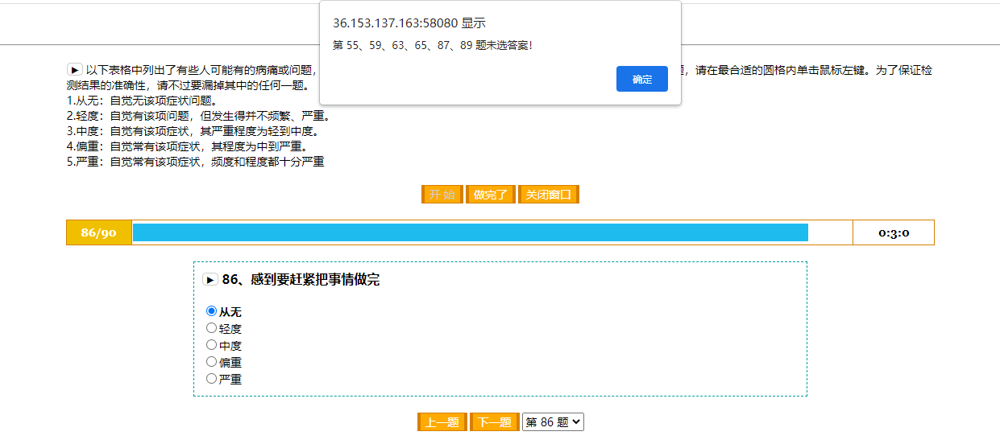 36.153.137.163:58080 显示
第 55、59、63、65、87、89 题未选答案!
确定
以下表格中列出了有些人可能有的病痛或问题，
题，请在最合适的圆格内单击鼠标左键。为了保证检
测结果的准确性，请不过要漏掉其中的任何一题。
1.从无：自觉无该项症状问题。
2.轻度：自觉有该项问题，但发生得并不频繁、严重。
3.中度：自觉有该项症状，其严重程度为轻到中度。
4.偏重：自觉常有该项症状，其程度为中到严重。
5.严重：自觉常有该项症状，频度和程度都十分严重
开 始 做完了 关闭窗口
86/90 0:3:0
86、感到要赶紧把事情做完
从无
轻度
中度
偏重
严重
上一题 下一题 第 86 题